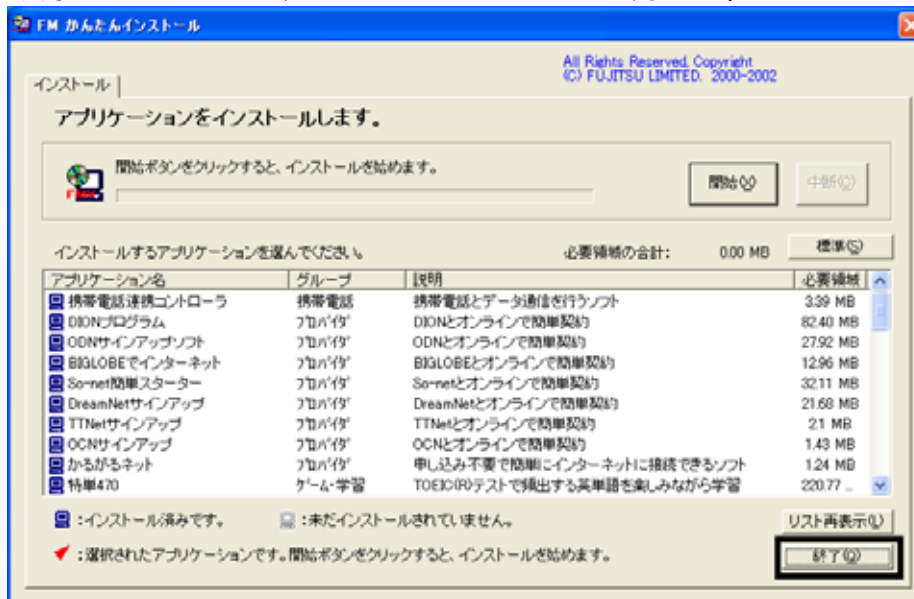 FM かんたんインストール
All Rights Reserved, Copyright
(C) FUJITSU LIMITED. 2000-2002
インストール
アプリケーションをインストールします。
開始ボタンをクリックすると、インストールを始めます。
開始(X) 中断(C)
インストールするアプリケーションを選んでください。 必要領域の合計: 0.00 MB 標準(S)
アプリケーション名 グループ 説明 必要領域
携帯電話連携コントローラ 携帯電話 携帯電話とデータ通信を行うソフト 3.39 MB
DIONプログラム プロバイダ DIONとオンラインで簡単契約 82.40 MB
ODNサインアップソフト プロバイダ ODNとオンラインで簡単契約 27.92 MB
BIGLOBEでインターネット プロバイダ BIGLOBEとオンラインで簡単契約 12.96 MB
So-net簡単スターター プロバイダ So-netとオンラインで簡単契約 32.11 MB
DreamNetサインアップ プロバイダ DreamNetとオンラインで簡単契約 21.68 MB
TTNetサインアップ プロバイダ TTNetとオンラインで簡単契約 2.1 MB
OCNサインアップ プロバイダ OCNとオンラインで簡単契約 1.43 MB
かるがるネット プロバイダ 申し込み不要で簡単にインターネットに接続できるソフト 1.24 MB
特単470 ゲーム・学習 TOEIC(R)テストで頻出する英単語を楽しみながら学習 220.77 ...
:インストール済みです。 :未だインストールされていません。 リスト再表示(L)
:選択されたアプリケーションです。開始ボタンをクリックすると、インストールを始めます。 終了(Q)